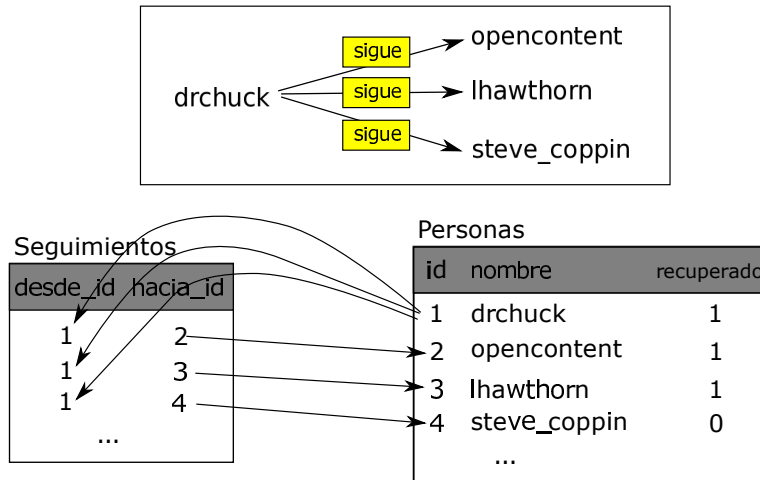 opencontent
sigue
drchuck
sigue
lhawthorn
sigue
steve_coppin
Seguimientos
desde_id hacia_id
1 2
1 3
1 4
...
Personas
id nombre recuperado
1 drchuck 1
2 opencontent 1
3 lhawthorn 1
4 steve_coppin 0
...